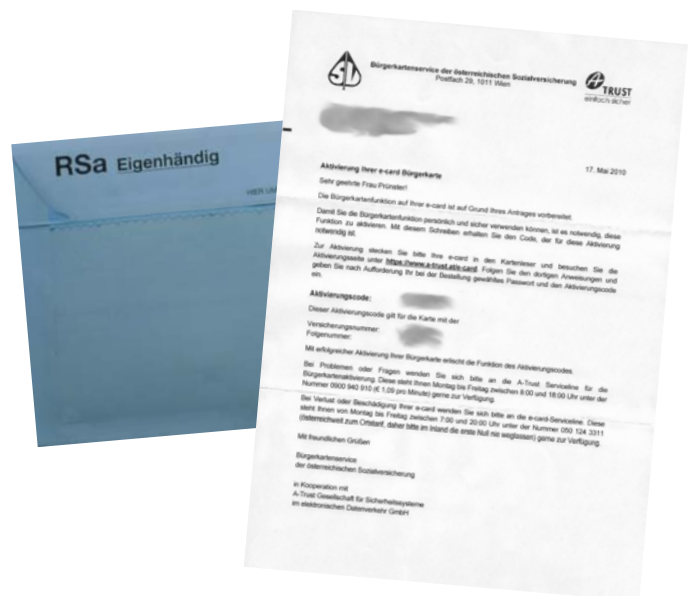 RSa Eigenhändig
HIER UM
SV
Bürgerkartenservice der österreichischen Sozialversicherung
Postfach 29, 1011 Wien
A TRUST
einfach sicher
Aktivierung Ihrer e-card Bürgerkarte
17. Mai 2010
Sehr geehrte Frau Prünster!
Die Bürgerkartenfunktion auf Ihrer e-card ist auf Grund Ihres Antrages vorbereitet.
Damit Sie die Bürgerkartenfunktion persönlich und sicher verwenden können, ist es notwendig, diese
Funktion zu aktivieren. Mit diesem Schreiben erhalten Sie den Code, der für diese Aktivierung
notwendig ist.
Zur Aktivierung stecken Sie bitte Ihre e-card in den Kartenleser und besuchen Sie die
Aktivierungsseite unter https://www.a-trust.at/e-card. Folgen Sie den dortigen Anweisungen und
geben Sie nach Aufforderung Ihr bei der Bestellung gewähltes Passwort und den Aktivierungscode
ein.
Aktivierungscode:
Dieser Aktivierungscode gilt für die Karte mit der
Versicherungsnummer:
Folgenummer:
Mit erfolgreicher Aktivierung Ihrer Bürgerkarte erlischt die Funktion des Aktivierungscodes.
Bei Problemen oder Fragen wenden Sie sich bitte an die A-Trust Serviceline für die
Bürgerkartenaktivierung. Diese steht Ihnen Montag bis Freitag zwischen 8:00 und 18:00 Uhr unter der
Nummer 0900 940 910 (€ 1,09 pro Minute) gerne zur Verfügung.
Bei Verlust oder Beschädigung Ihrer e-card wenden Sie sich bitte an die e-card-Serviceline. Diese
steht Ihnen von Montag bis Freitag zwischen 7:00 und 20:00 Uhr unter der Nummer 050 124 3311
(österreichweit zum Ortstarif, daher bitte im Inland die erste Null nie weglassen) gerne zur Verfügung.
Mit freundlichen Grüßen
Bürgerkartenservice
der österreichischen Sozialversicherung
in Kooperation mit
A-Trust Gesellschaft für Sicherheitssysteme
im elektronischen Datenverkehr GmbH